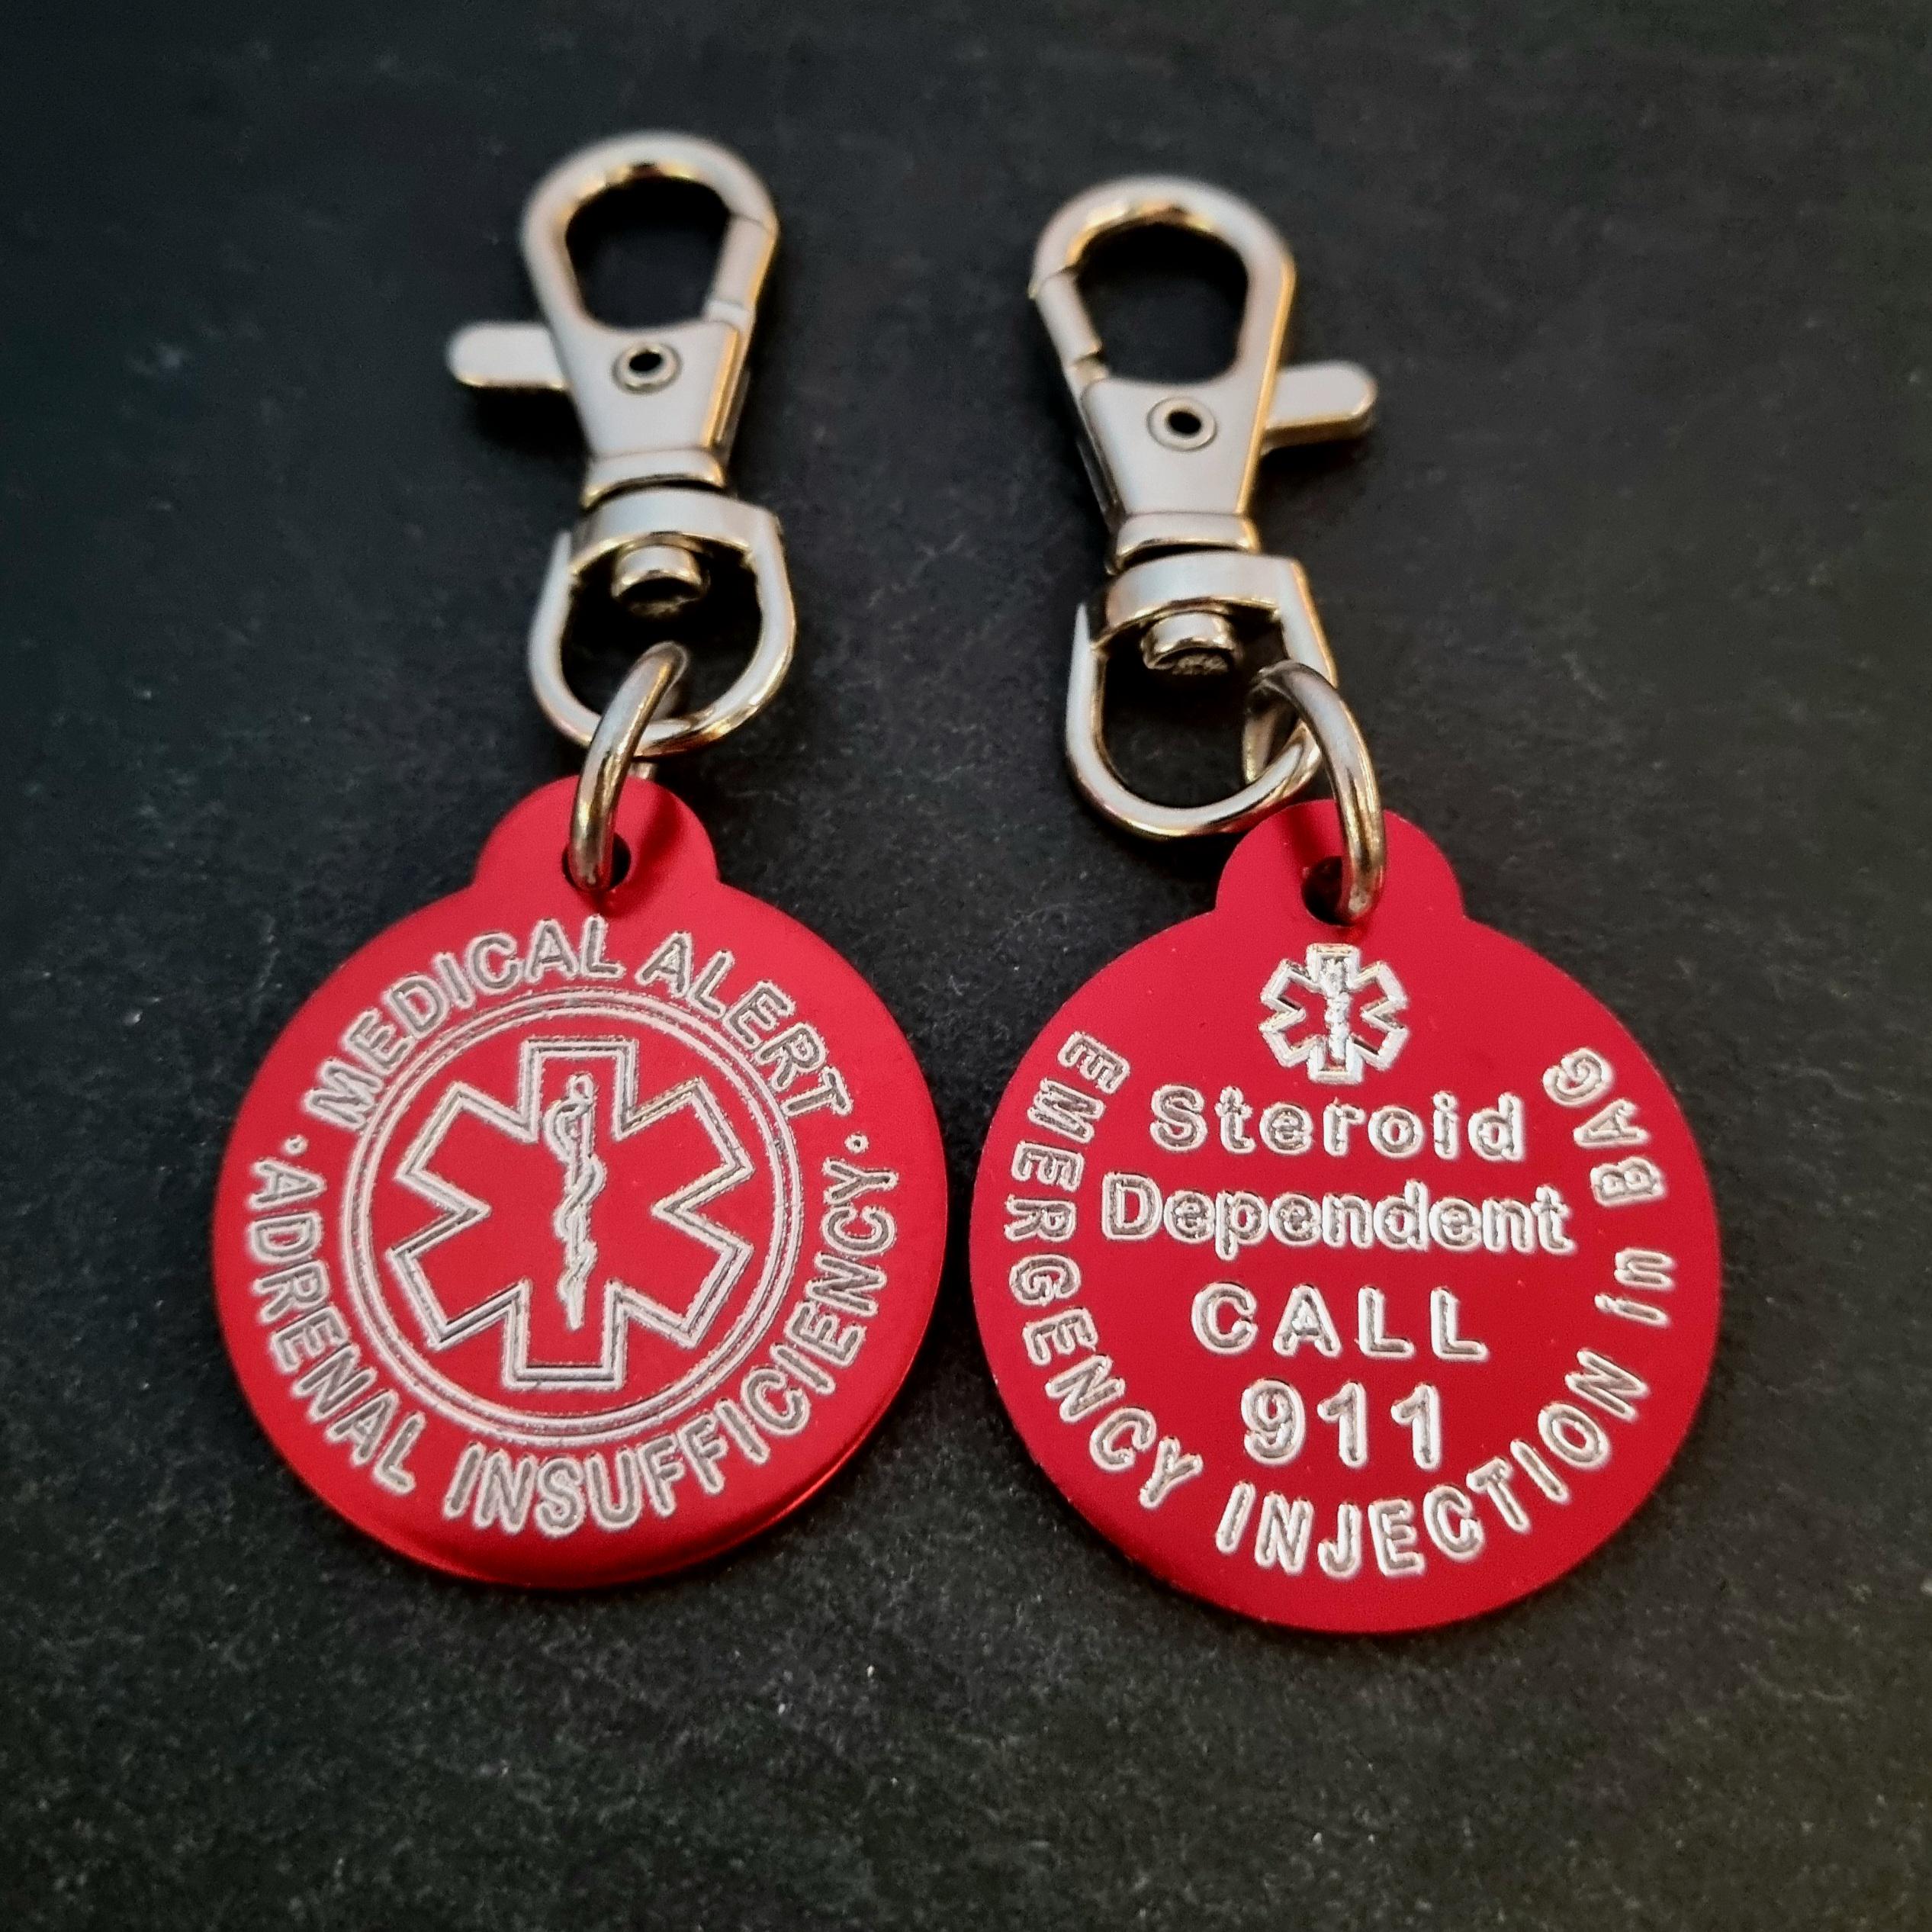 MEDICAL ALERT
· ADRENAL INSUFFICIENCY ·
Steroid
Dependent
CALL
911
EMERGENCY INJECTION in BAG